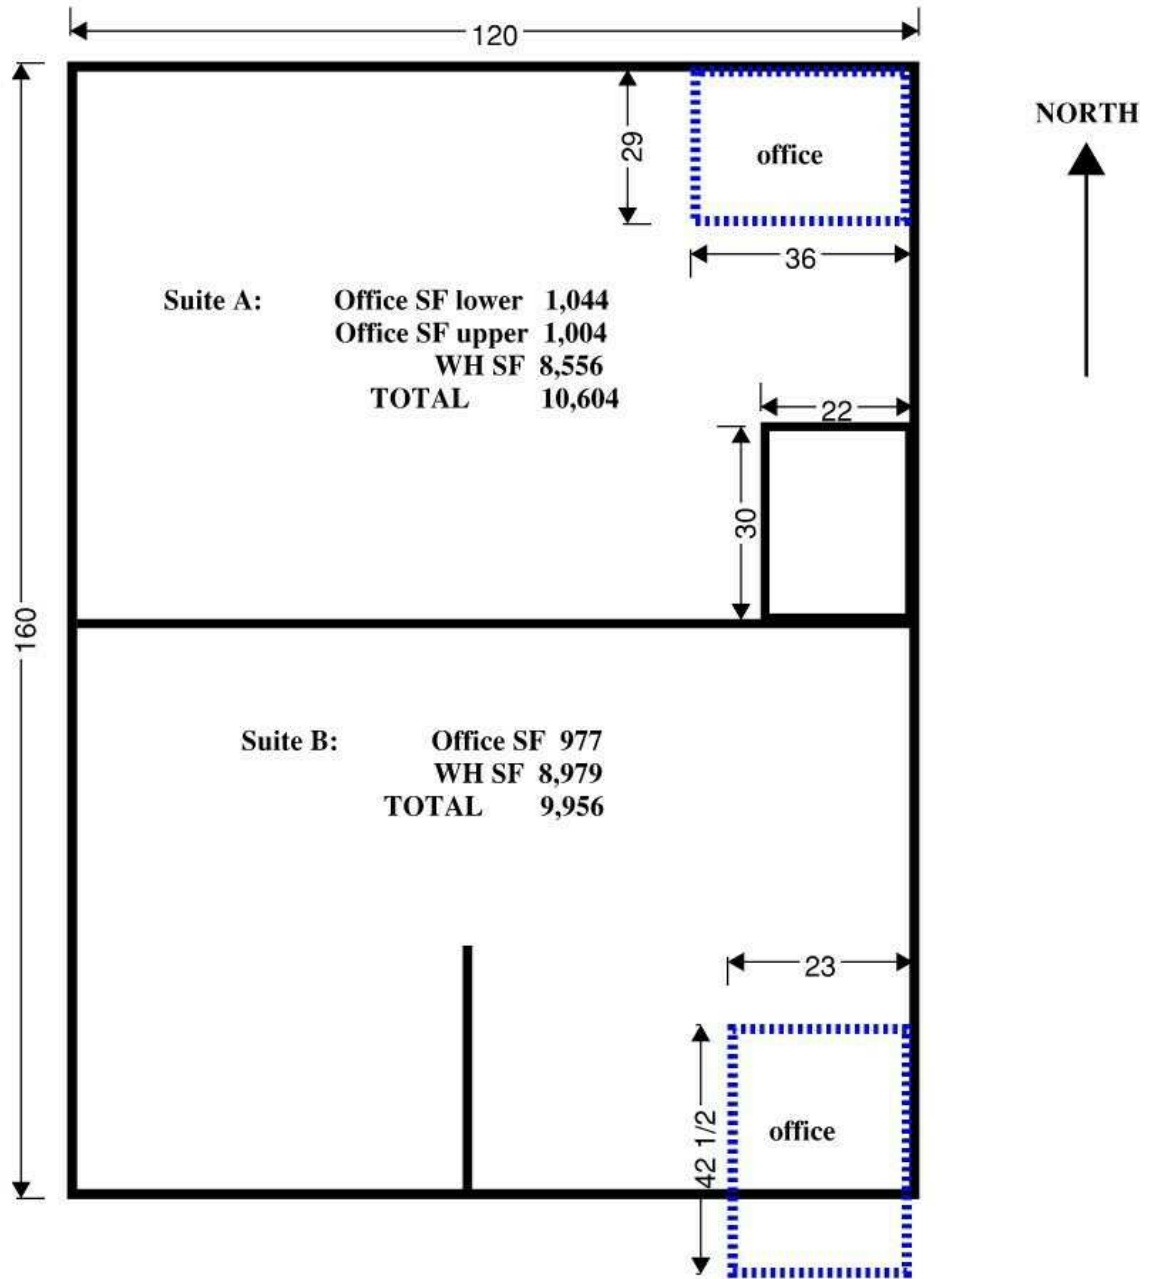 120
NORTH
29
office
36
Suite A: Office SF lower 1,044
Office SF upper 1,004
WH SF 8,556
TOTAL 10,604
22
30
160
Suite B: Office SF 977
WH SF 8,979
TOTAL 9,956
23
42 1/2
office